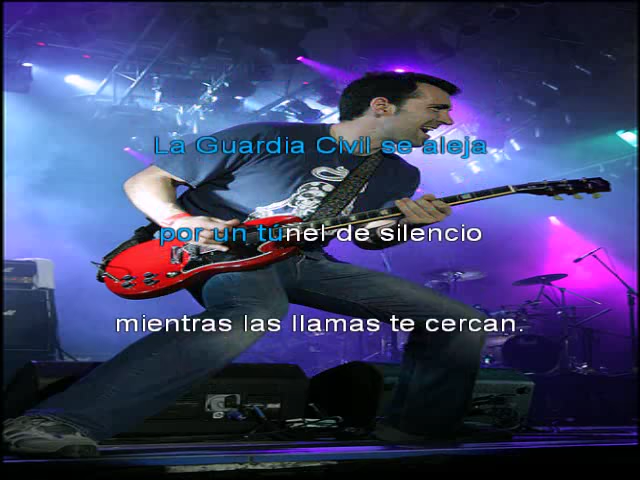 La Guardia Civil se aleja
por un túnel de silencio
mientras las llamas te cercan.